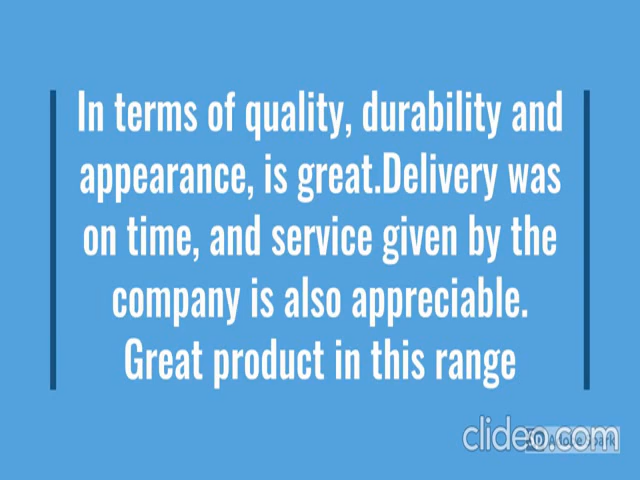 In terms of quality, durability and
appearance, is great.Delivery was
on time, and service given by the
company is also appreciable.
Great product in this range
clideo.com